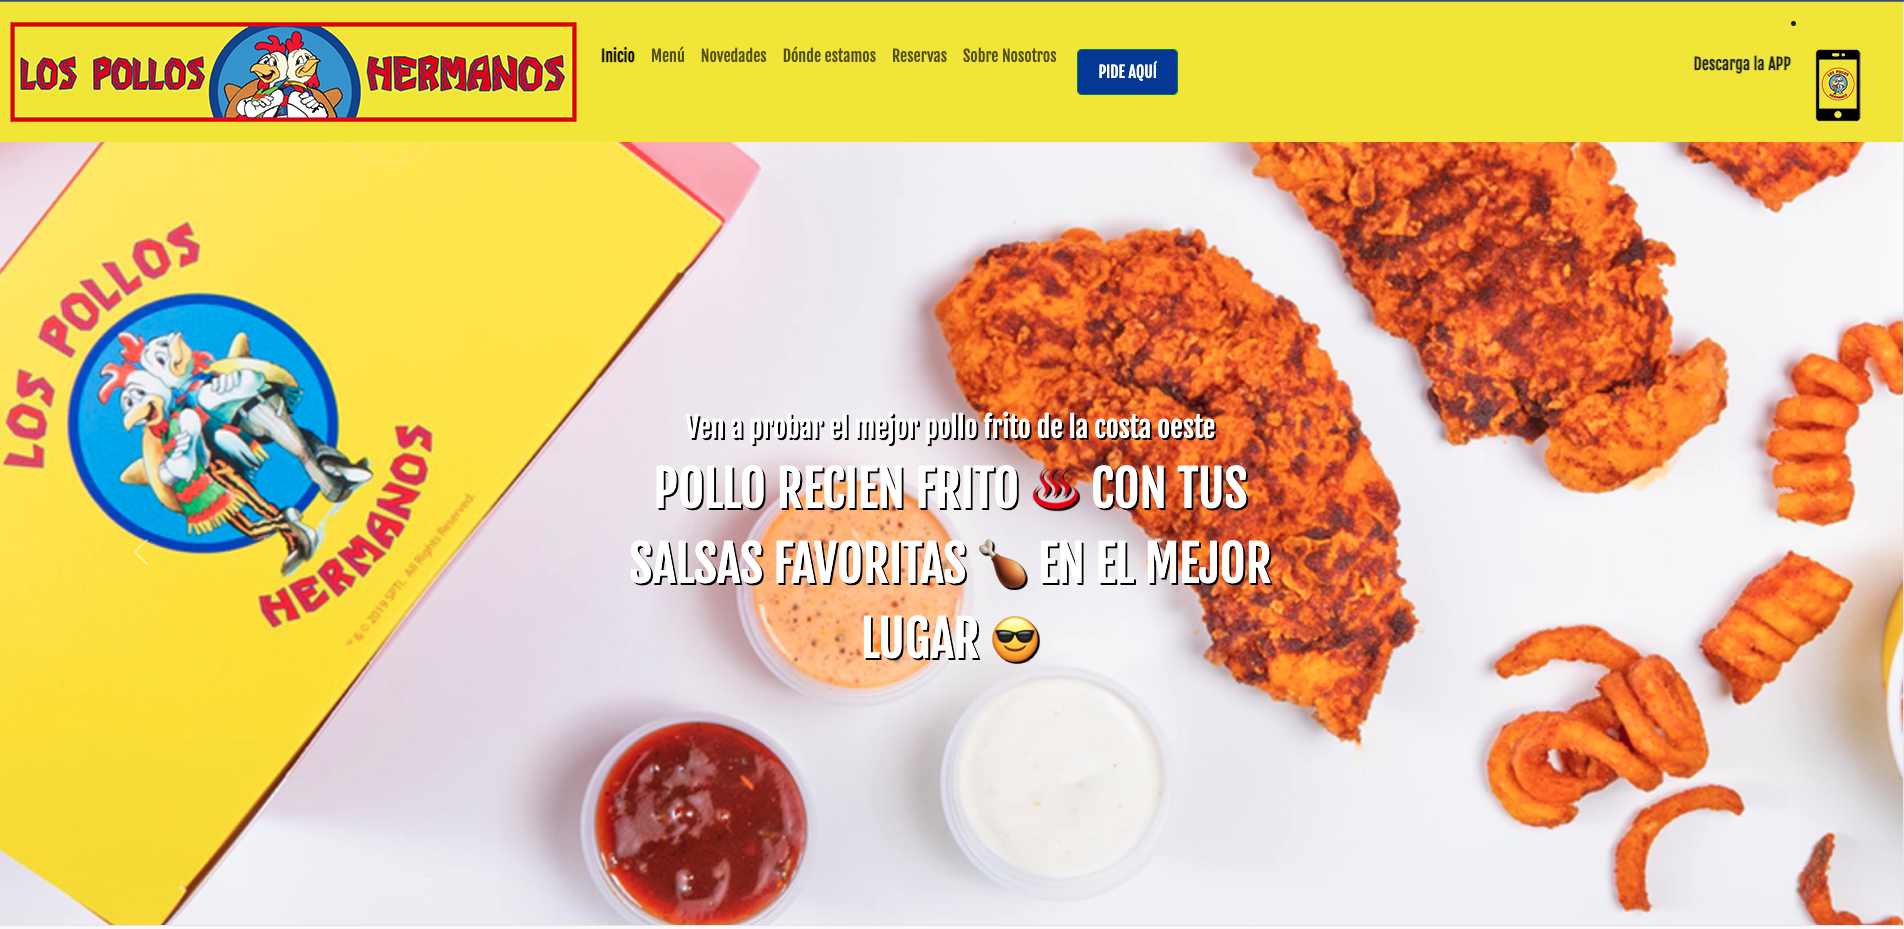 LOS POLLOS HERMANOS
Inicio Menú Novedades Dónde estamos Reservas Sobre Nosotros
PIDE AQUÍ
Descarga la APP
LOS POLLOS
HERMANOS
™ & © 2019 SPTI. All Rights Reserved.
Ven a probar el mejor pollo frito de la costa oeste
POLLO RECIEN FRITO ♨️ CON TUS
SALSAS FAVORITAS 🍗 EN EL MEJOR
LUGAR 😎